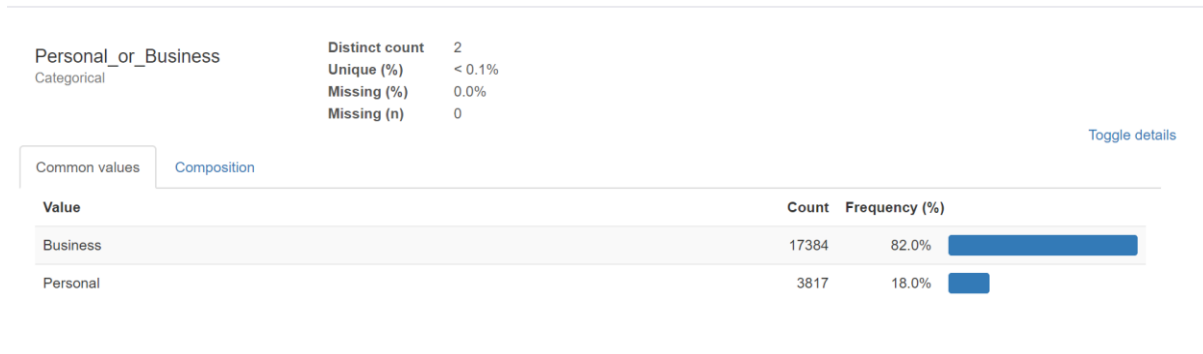 Personal_or_Business
Categorical
Distinct count 2
Unique (%) < 0.1%
Missing (%) 0.0%
Missing (n) 0
Toggle details
Common values Composition
Value Count Frequency (%)
Business 17384 82.0%
Personal 3817 18.0%